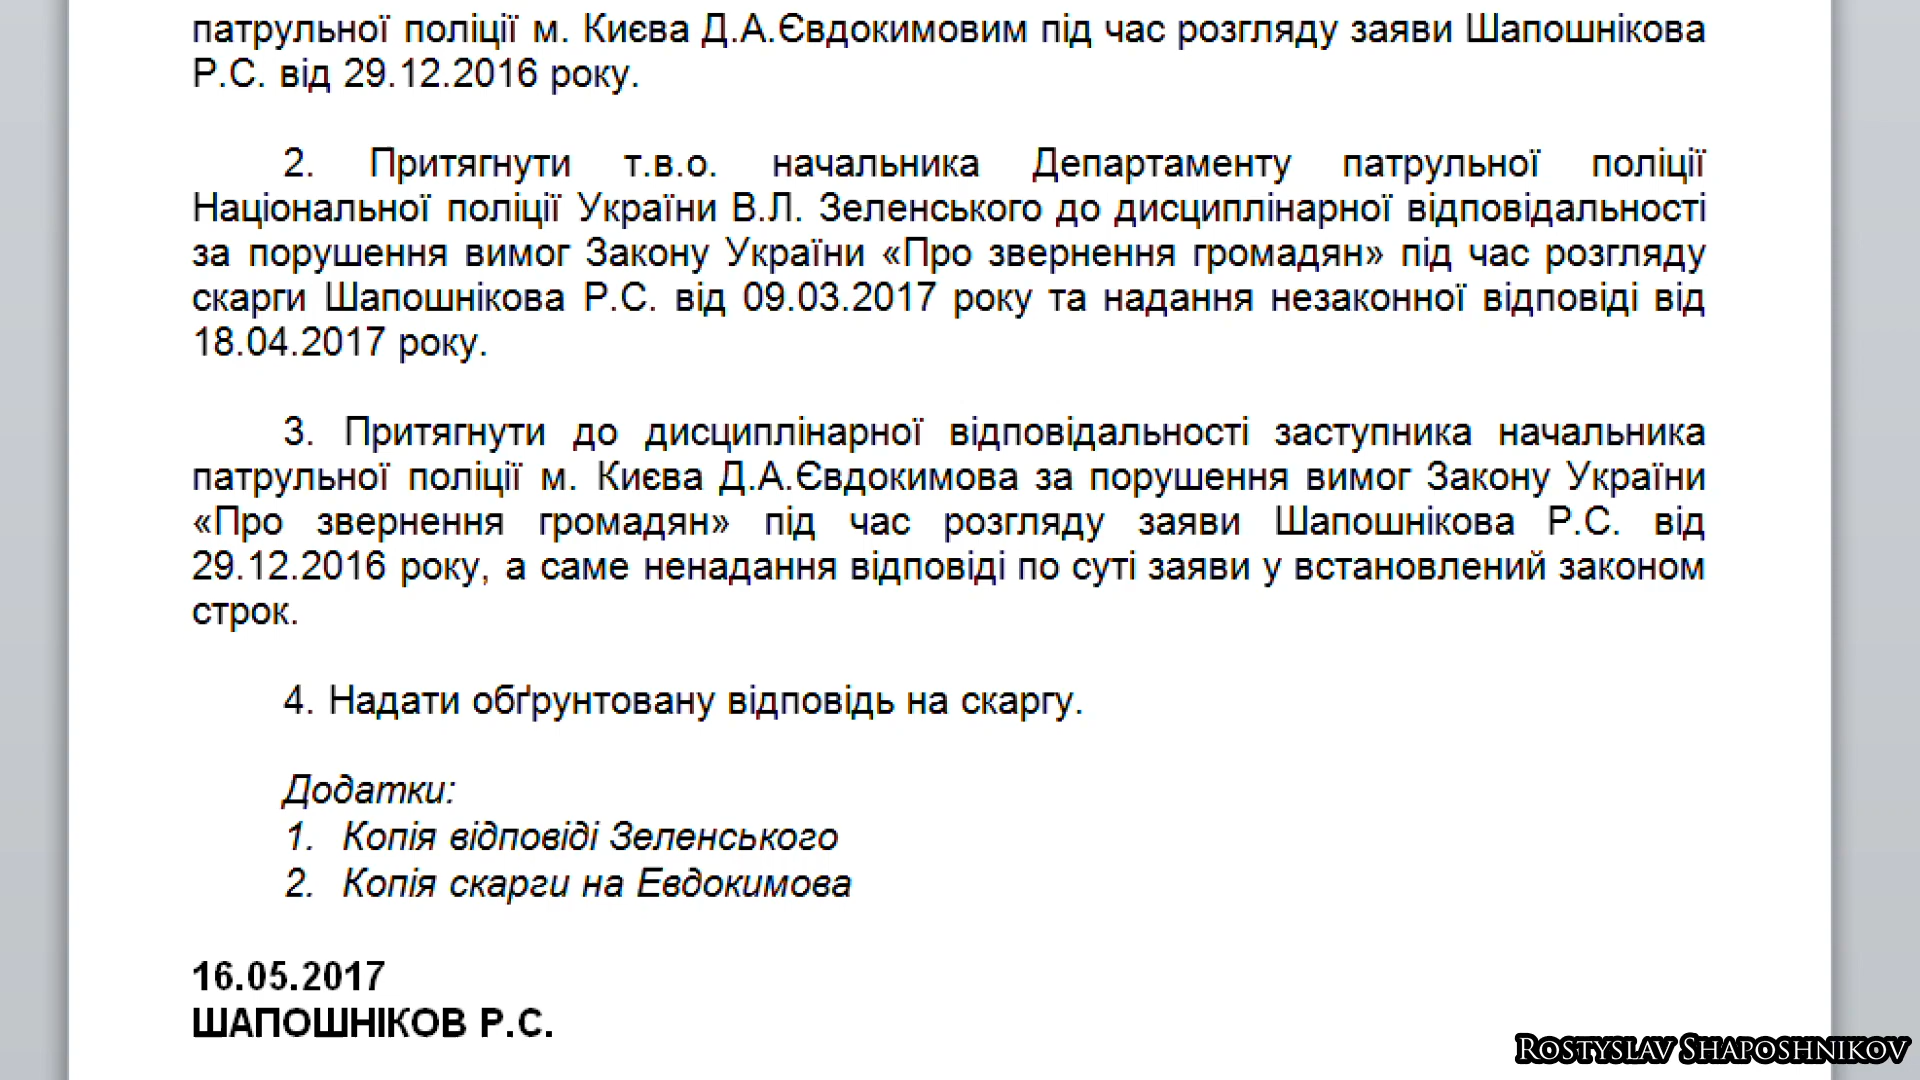 патрульної поліції м. Києва Д.А.Євдокимовим під час розгляду заяви Шапошнікова
Р.С. від 29.12.2016 року.
2. Притягнути т.в.о. начальника Департаменту патрульної поліції
Національної поліції України В.Л. Зеленського до дисциплінарної відповідальності
за порушення вимог Закону України «Про звернення громадян» під час розгляду
скарги Шапошнікова Р.С. від 09.03.2017 року та надання незаконної відповіді від
18.04.2017 року.
3. Притягнути до дисциплінарної відповідальності заступника начальника
патрульної поліції м. Києва Д.А.Євдокимова за порушення вимог Закону України
«Про звернення громадян» під час розгляду заяви Шапошнікова Р.С. від
29.12.2016 року, а саме ненадання відповіді по суті заяви у встановлений законом
строк.
4. Надати обґрунтовану відповідь на скаргу.
Додатки:
1. Копія відповіді Зеленського
2. Копія скарги на Евдокимова
16.05.2017
ШАПОШНІКОВ Р.С.
Rostyslav Shaposhnikov